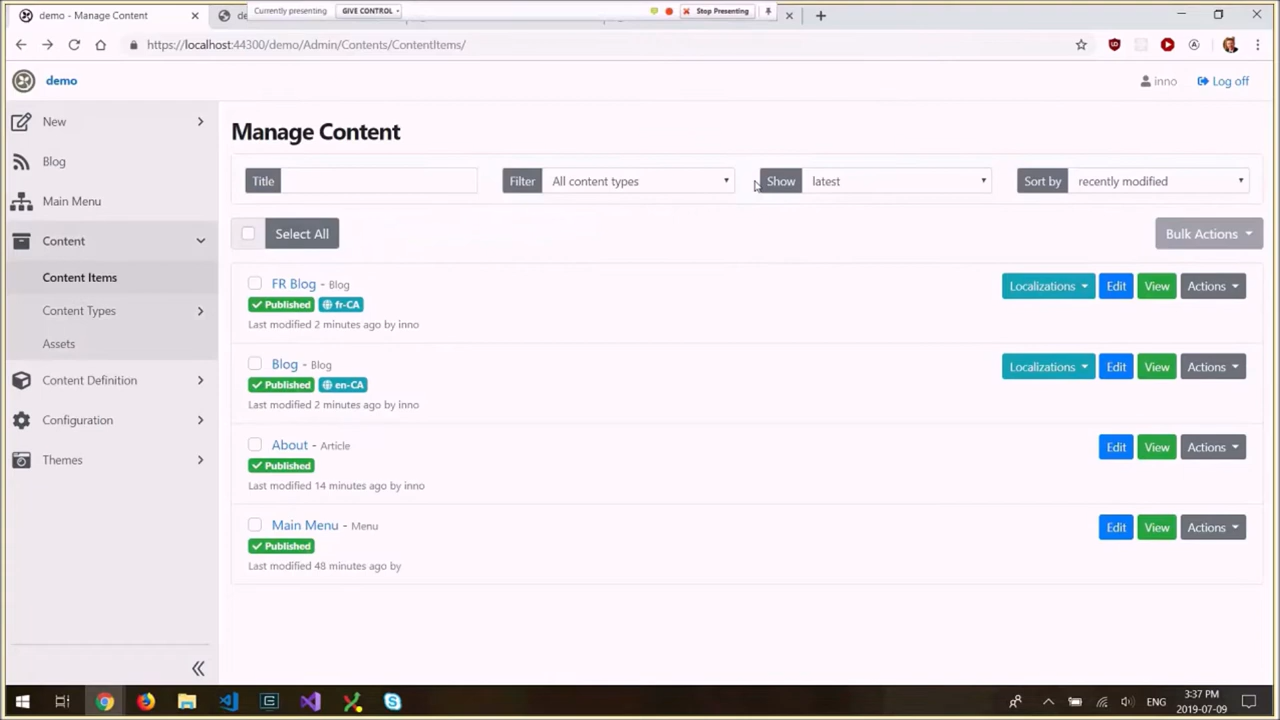 demo - Manage Content
de
Currently presenting
GIVE CONTROL
Stop Presenting
https://localhost:44300/demo/Admin/Contents/ContentItems/
demo
inno
Log off
New
Blog
Main Menu
Content
Content Items
Content Types
Assets
Content Definition
Configuration
Themes
Manage Content
Title
Filter All content types
Show latest
Sort by recently modified
Select All
Bulk Actions
FR Blog - Blog
Published fr-CA
Last modified 2 minutes ago by inno
Localizations Edit View Actions
Blog - Blog
Published en-CA
Last modified 2 minutes ago by inno
Localizations Edit View Actions
About - Article
Published
Last modified 14 minutes ago by inno
Edit View Actions
Main Menu - Menu
Published
Last modified 48 minutes ago by
Edit View Actions
ENG
3:37 PM
2019-07-09